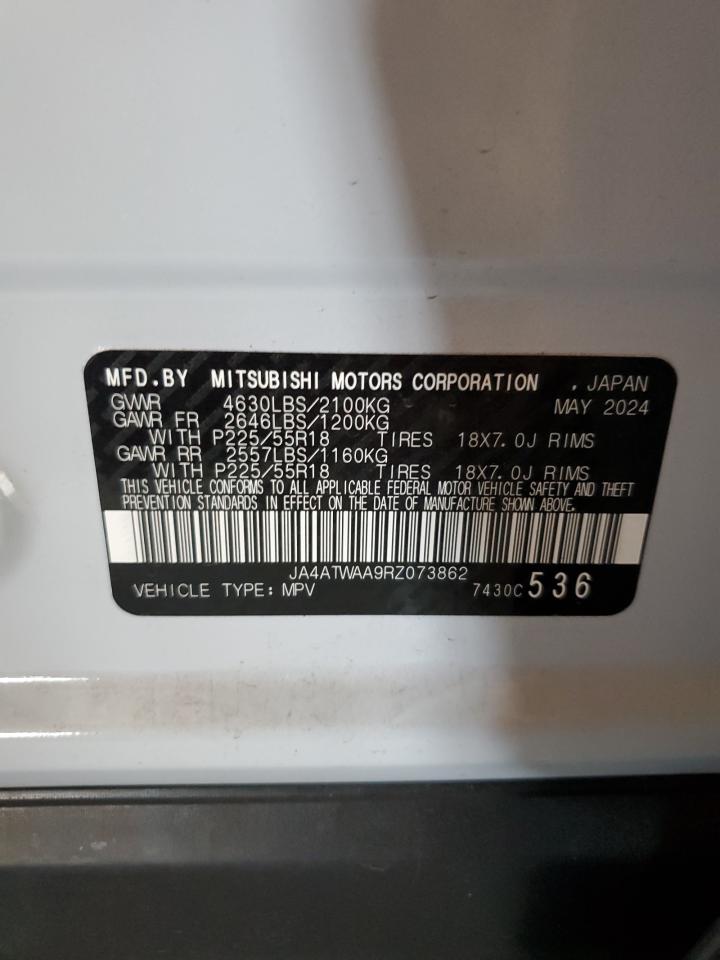 MFD.BY MITSUBISHI MOTORS CORPORATION , JAPAN
GVWR 4630LBS/2100KG MAY 2024
GAWR FR 2646LBS/1200KG
WITH P225/55R18 TIRES 18X7.0J RIMS
GAWR RR 2557LBS/1160KG
WITH P225/55R18 TIRES 18X7.0J RIMS
THIS VEHICLE CONFORMS TO ALL APPLICABLE FEDERAL MOTOR VEHICLE SAFETY AND THEFT
PREVENTION STANDARDS IN EFFECT ON THE DATE OF MANUFACTURE SHOWN ABOVE.
JA4ATWAA9RZ073862
VEHICLE TYPE: MPV 7430C 536